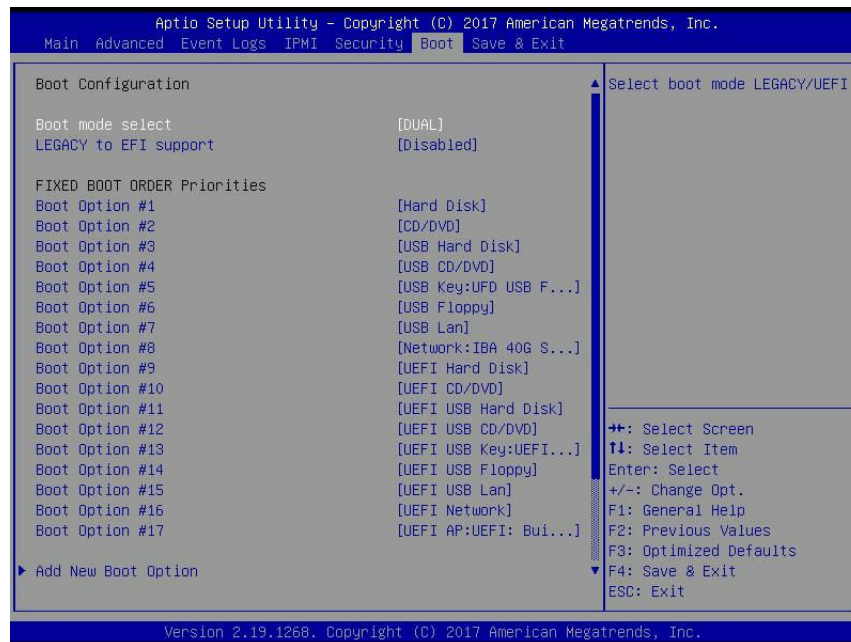 Aptio Setup Utility – Copyright (C) 2017 American Megatrends, Inc.
Main Advanced Event Logs IPMI Security Boot Save & Exit
Boot Configuration
Boot mode select [DUAL]
LEGACY to EFI support [Disabled]
FIXED BOOT ORDER Priorities
Boot Option #1 [Hard Disk]
Boot Option #2 [CD/DVD]
Boot Option #3 [USB Hard Disk]
Boot Option #4 [USB CD/DVD]
Boot Option #5 [USB Key:UFD USB F...]
Boot Option #6 [USB Floppy]
Boot Option #7 [USB Lan]
Boot Option #8 [Network:IBA 40G S...]
Boot Option #9 [UEFI Hard Disk]
Boot Option #10 [UEFI CD/DVD]
Boot Option #11 [UEFI USB Hard Disk]
Boot Option #12 [UEFI USB CD/DVD]
Boot Option #13 [UEFI USB Key:UEFI...]
Boot Option #14 [UEFI USB Floppy]
Boot Option #15 [UEFI USB Lan]
Boot Option #16 [UEFI Network]
Boot Option #17 [UEFI AP:UEFI: Bui...]
Add New Boot Option
Select boot mode LEGACY/UEFI
→←: Select Screen
↑↓: Select Item
Enter: Select
+/-: Change Opt.
F1: General Help
F2: Previous Values
F3: Optimized Defaults
F4: Save & Exit
ESC: Exit
Version 2.19.1268. Copyright (C) 2017 American Megatrends, Inc.